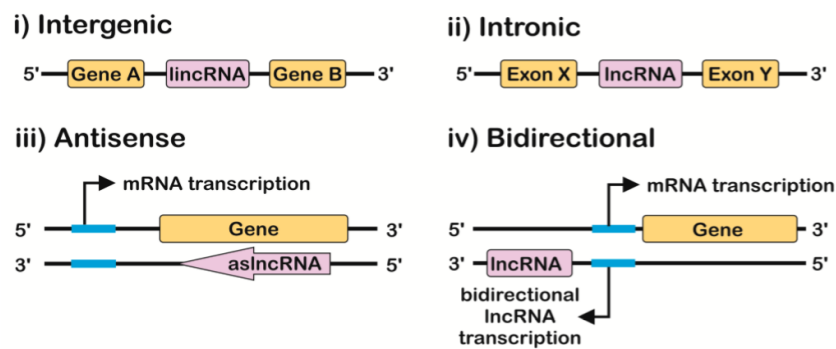 i) Intergenic
5' Gene A lincRNA Gene B 3'
ii) Intronic
5' Exon X lncRNA Exon Y 3'
iii) Antisense
mRNA transcription
5' Gene 3'
3' aslncRNA 5'
iv) Bidirectional
mRNA transcription
5' Gene 3'
3' lncRNA 5'
bidirectional
lncRNA
transcription